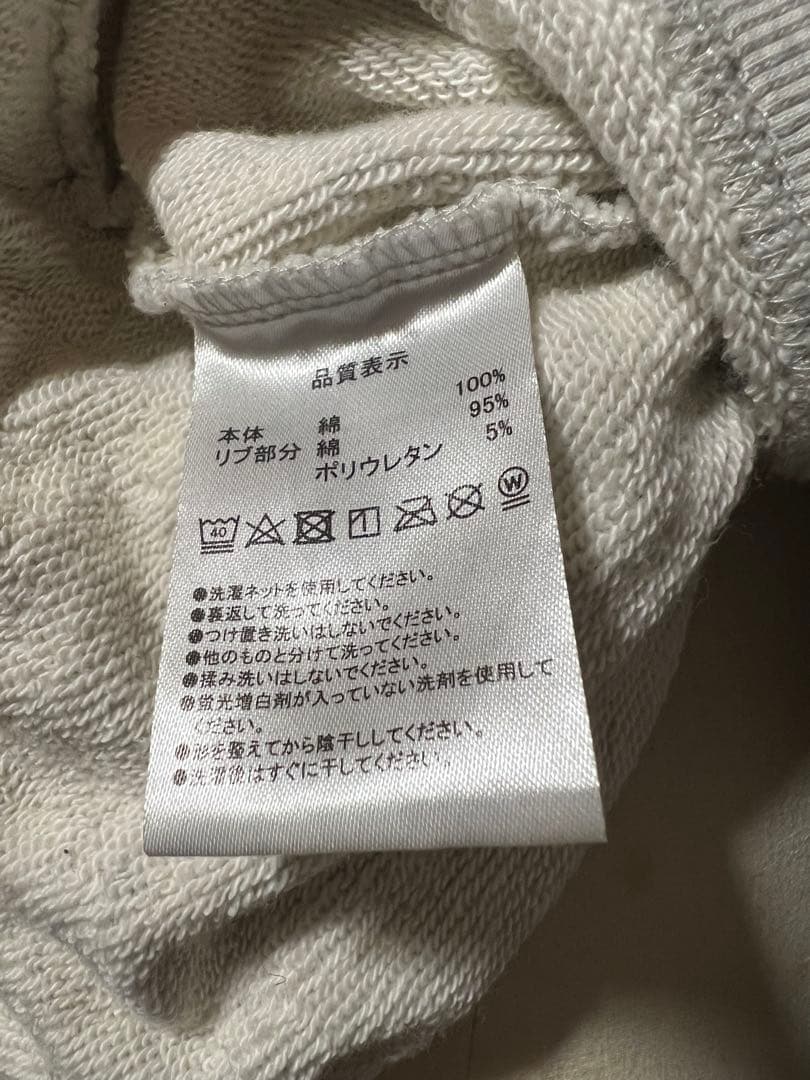 品質表示
本体 綿 100%
リブ部分 綿 95%
ポリウレタン 5%
40 W
●洗濯ネットを使用してください。
●裏返して洗ってください。
●つけ置き洗いはしないでください。
●他のものと分けて洗ってください。
●揉み洗いはしないでください。
●蛍光増白剤が入っていない洗剤を使用して
ください。
●形を整えてから陰干ししてください。
●洗濯後はすぐに干してください。